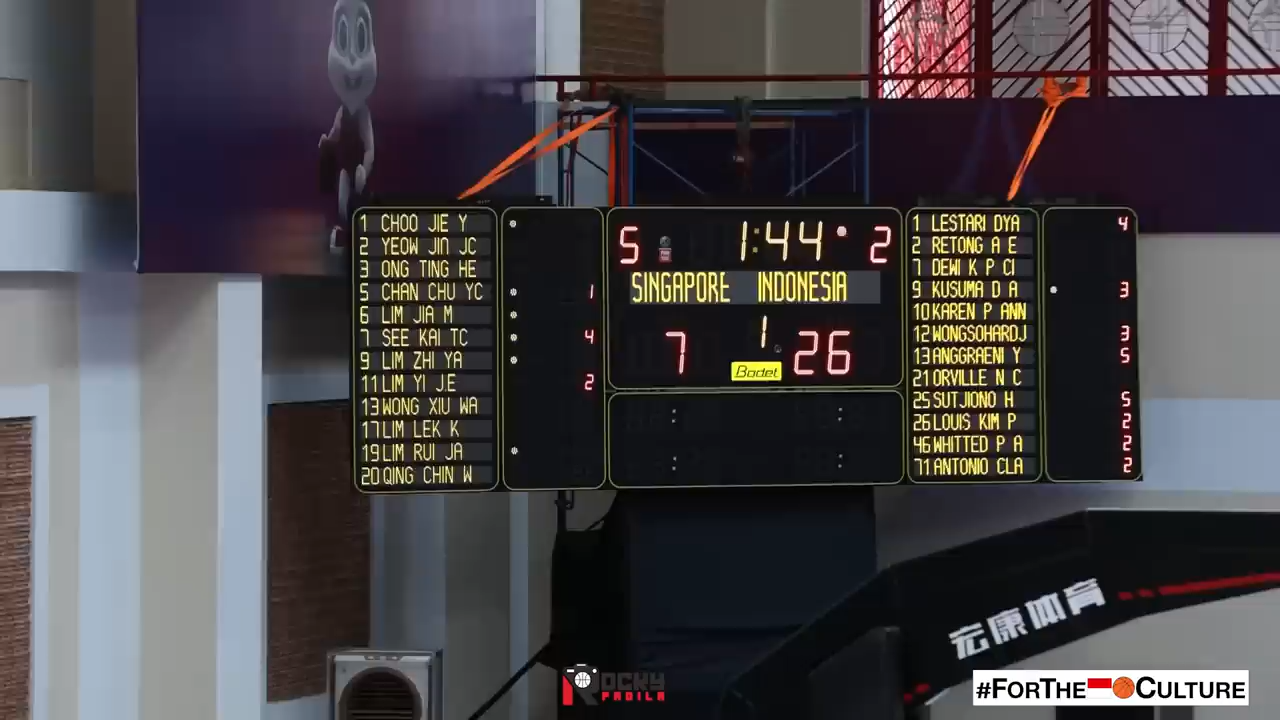 1 CHOO JIE Y
2 YEOW JIN JC
3 ONG TING HE
5 CHAN CHU YC 1
6 LIM JIA M
7 SEE KAI TC 4
9 LIM ZHI YA
11 LIM YI J.E 2
13 WONG XIU WA
17 LIM LEK K
19 LIM RUI JA
20 QING CHIN W
5 1:44 2
SINGAPORE INDONESIA
7 1 26
Bodet
1 LESTARI DYA 4
2 RETONG A E
7 DEWI K P CI
9 KUSUMA D A 3
10 KAREN P ANN
12 WONGSOHARDJ 3
13 ANGGRAENI Y 5
21 ORVILLE N C
25 SUTJIONO H 5
26 LOUIS KIM P 2
46 WHITTED P A 2
71 ANTONIO CLA 2
宏康体育
ROCKY
PADILA
#FORTHECULTURE